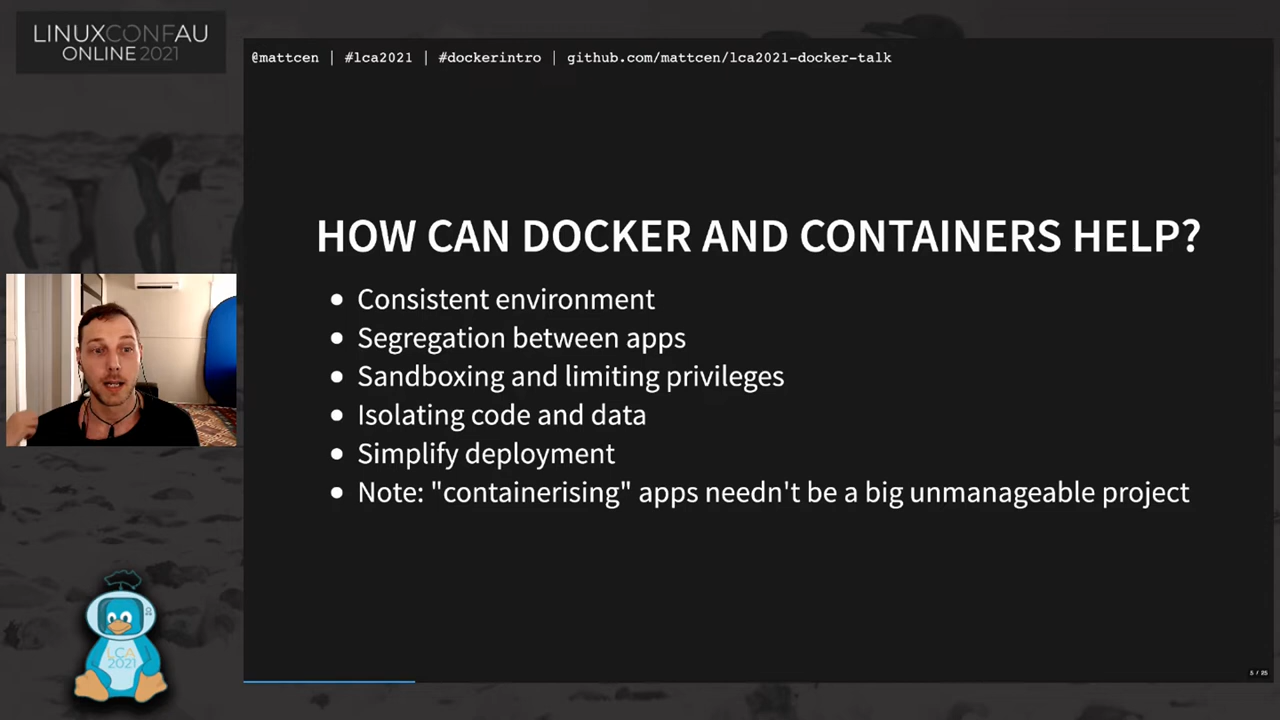 LINUXCONFAU
ONLINE 2021
@mattcen | #lca2021 | #dockerintro | github.com/mattcen/lca2021-docker-talk
HOW CAN DOCKER AND CONTAINERS HELP?
• Consistent environment
• Segregation between apps
• Sandboxing and limiting privileges
• Isolating code and data
• Simplify deployment
• Note: "containerising" apps needn't be a big unmanageable project
LCA
2021
5 / 25